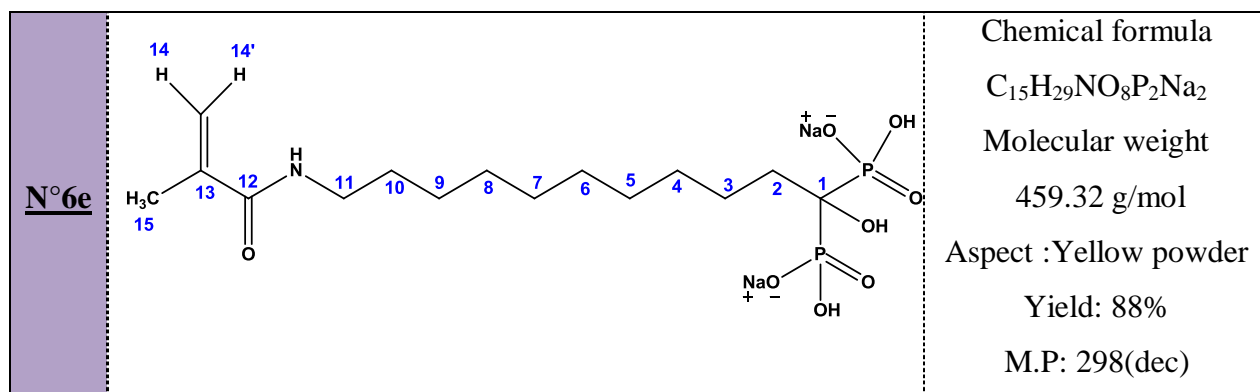 N°6e
14 14'
H H
H₃C
15
13
12
O
H
N
11
10
9
8
7
6
5
4
3
2
1
NaO
+ −
OH
P
O
OH
P
O
NaO
+ −
OH
Chemical formula
C₁₅H₂₉NO₈P₂Na₂
Molecular weight
459.32 g/mol
Aspect :Yellow powder
Yield: 88%
M.P: 298(dec)